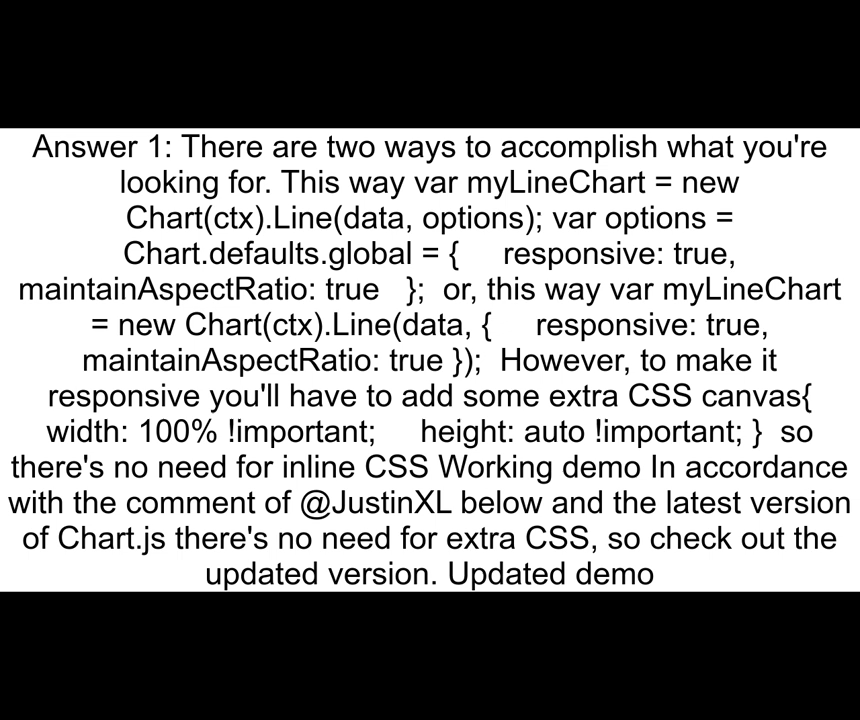 Answer 1: There are two ways to accomplish what you're
looking for. This way var myLineChart = new
Chart(ctx).Line(data, options); var options =
Chart.defaults.global = {     responsive: true,
maintainAspectRatio: true   };  or, this way var myLineChart
= new Chart(ctx).Line(data, {     responsive: true,
maintainAspectRatio: true });  However, to make it
responsive you'll have to add some extra CSS canvas{
width: 100% !important;     height: auto !important; }  so
there's no need for inline CSS Working demo In accordance
with the comment of @JustinXL below and the latest version
of Chart.js there's no need for extra CSS, so check out the
updated version. Updated demo